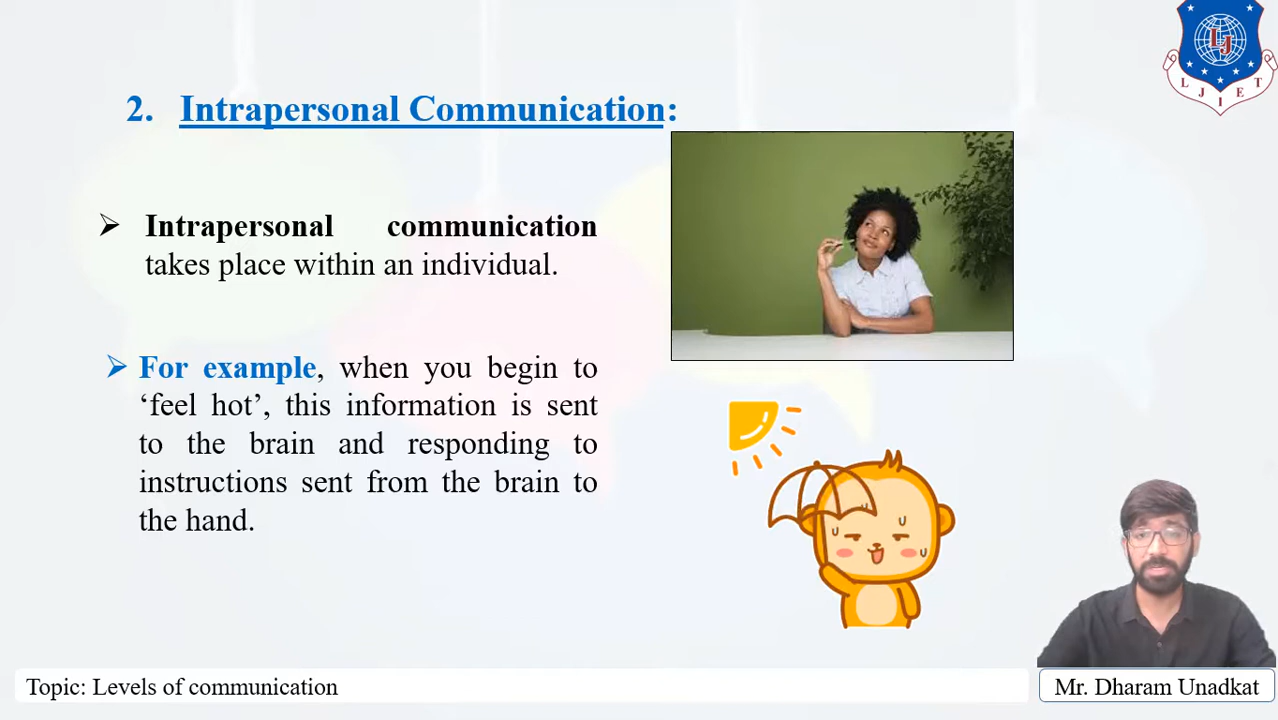 LJ
LJIET
2. Intrapersonal Communication:
➢ Intrapersonal communication
takes place within an individual.
➢ For example, when you begin to
‘feel hot’, this information is sent
to the brain and responding to
instructions sent from the brain to
the hand.
Topic: Levels of communication
Mr. Dharam Unadkat